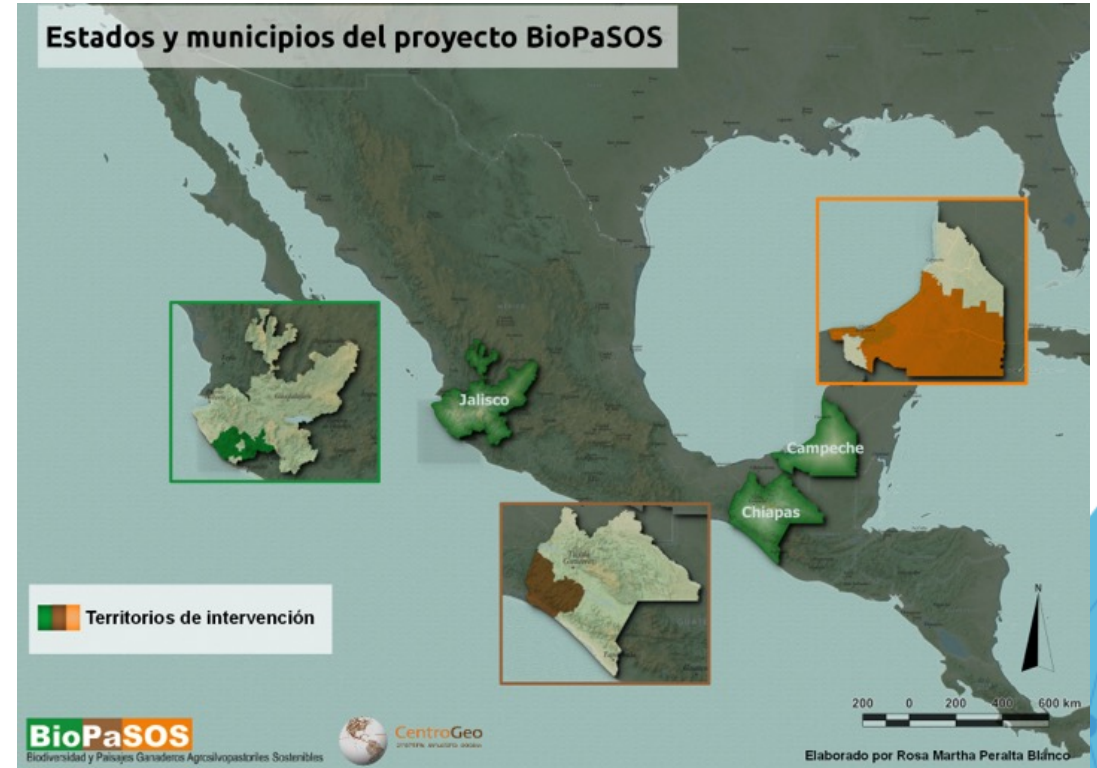 Estados y municipios del proyecto BioPaSOS
Jalisco
Campeche
Chiapas
Territorios de intervención
N
200 0 200 400 600 km
BioPaSOS
Biodiversidad y Paisajes Ganaderos Agrosilvopastoriles Sostenibles
CentroGeo
Elaborado por Rosa Martha Peralta Blanco